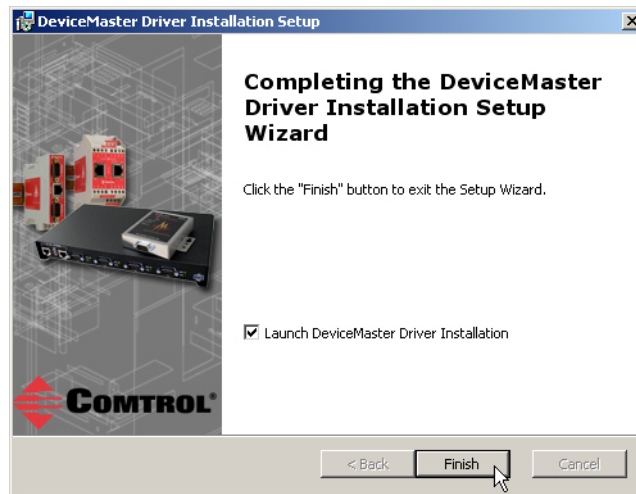 DeviceMaster Driver Installation Setup
Completing the DeviceMaster
Driver Installation Setup
Wizard
Click the "Finish" button to exit the Setup Wizard.
Launch DeviceMaster Driver Installation
COMTROL®
< Back
Finish
Cancel